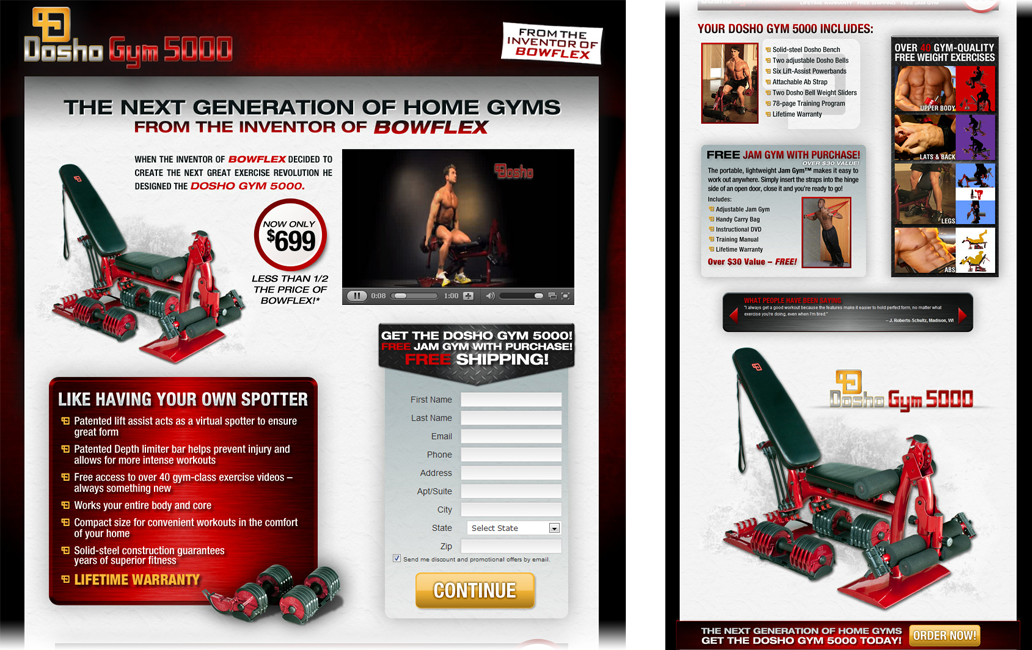 Dosho Gym 5000
FROM THE
INVENTOR OF
BOWFLEX
THE NEXT GENERATION OF HOME GYMS
FROM THE INVENTOR OF BOWFLEX
WHEN THE INVENTOR OF BOWFLEX DECIDED TO
CREATE THE NEXT GREAT EXERCISE REVOLUTION HE
DESIGNED THE DOSHO GYM 5000.
NOW ONLY
$699
LESS THAN 1/2
THE PRICE OF
BOWFLEX!*
Dosho
0:00
1:00
GET THE DOSHO GYM 5000!
FREE JAM GYM WITH PURCHASE!
FREE SHIPPING!
First Name
Last Name
Email
Phone
Address
Apt/Suite
City
State Select State
Zip
Send me discount and promotional offers by email.
CONTINUE
LIKE HAVING YOUR OWN SPOTTER
Patented lift assist acts as a virtual spotter to ensure
great form
Patented Depth limiter bar helps prevent injury and
allows for more intense workouts
Free access to over 40 gym-class exercise videos –
always something new
Works your entire body and core
Compact size for convenient workouts in the comfort
of your home
Solid-steel construction guarantees
years of superior fitness
LIFETIME WARRANTY
YOUR DOSHO GYM 5000 INCLUDES:
Solid-steel Dosho Bench
Two adjustable Dosho Bells
Six Lift-Assist Powerbands
Attachable Ab Strap
Two Dosho Bell Weight Sliders
78-page Training Program
Lifetime Warranty
OVER 40 GYM-QUALITY
FREE WEIGHT EXERCISES
UPPER BODY
LATS & BACK
LEGS
ABS
FREE JAM GYM WITH PURCHASE!
OVER $30 VALUE!
The portable, lightweight Jam Gym™ makes it easy to
work out anywhere. Simply insert the straps into the hinge
side of an open door, close it and you're ready to go!
Includes:
Adjustable Jam Gym
Handy Carry Bag
Instructional DVD
Training Manual
Lifetime Warranty
Over $30 Value – FREE!
WHAT PEOPLE HAVE BEEN SAYING
"I always get a good workout because the features make it easier to hold perfect form, no matter what
exercise you're doing, even when I'm tired."
– J. Roberts-Schultz, Madison, WI
Dosho Gym 5000
THE NEXT GENERATION OF HOME GYMS
GET THE DOSHO GYM 5000 TODAY!
ORDER NOW!